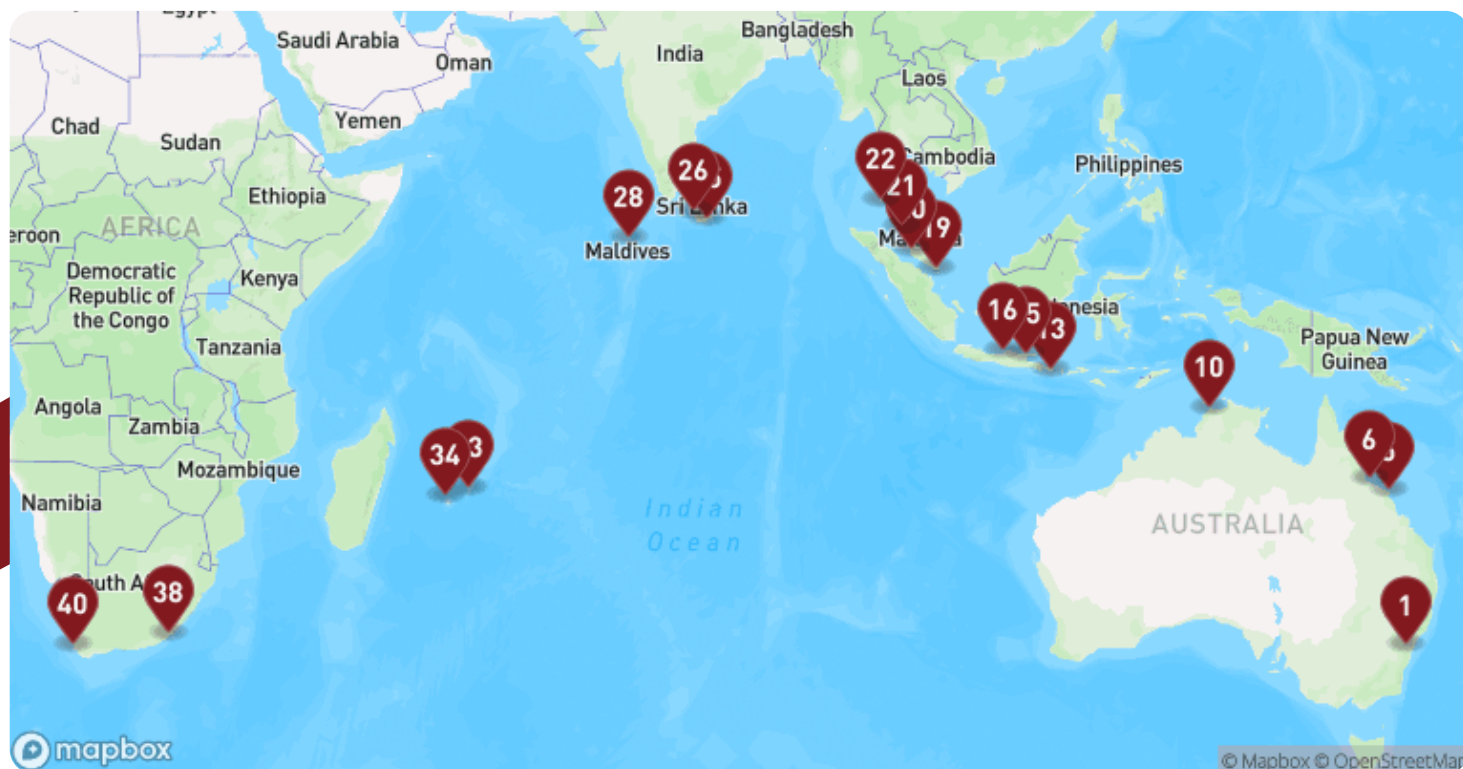 Saudi Arabia
Oman
India
Bangladesh
Laos
Chad
Sudan
Yemen
Ethiopia
AFRICA
Cambodia
Philippines
22
21
19
26
Sri Lanka
28
Maldives
Democratic
Republic of
the Congo
Kenya
Tanzania
16
13
Papua New
Guinea
10
Angola
Zambia
Mozambique
Namibia
34
6
Indian
Ocean
AUSTRALIA
40
38
1
mapbox
© Mapbox © OpenStreetMap